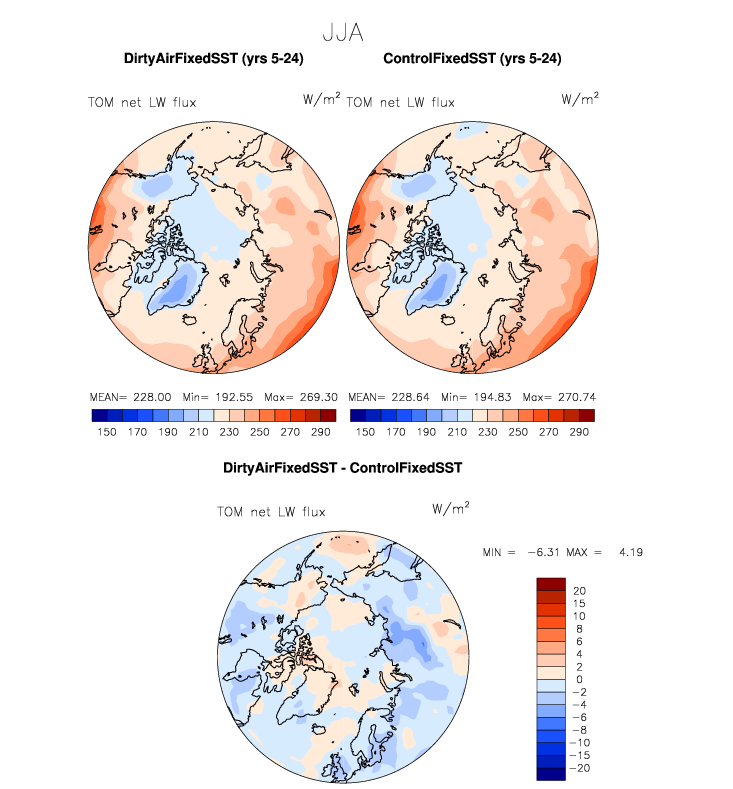 JJA
DirtyAirFixedSST (yrs 5-24) ControlFixedSST (yrs 5-24)
TOM net LW flux W/m² TOM net LW flux W/m²
MEAN= 228.00 Min= 192.55 Max= 269.30 MEAN= 228.64 Min= 194.83 Max= 270.74
150 170 190 210 230 250 270 290 150 170 190 210 230 250 270 290
DirtyAirFixedSST - ControlFixedSST
TOM net LW flux W/m²
MIN = -6.31 MAX = 4.19
20
15
10
8
6
4
2
0
-2
-4
-6
-8
-10
-15
-20